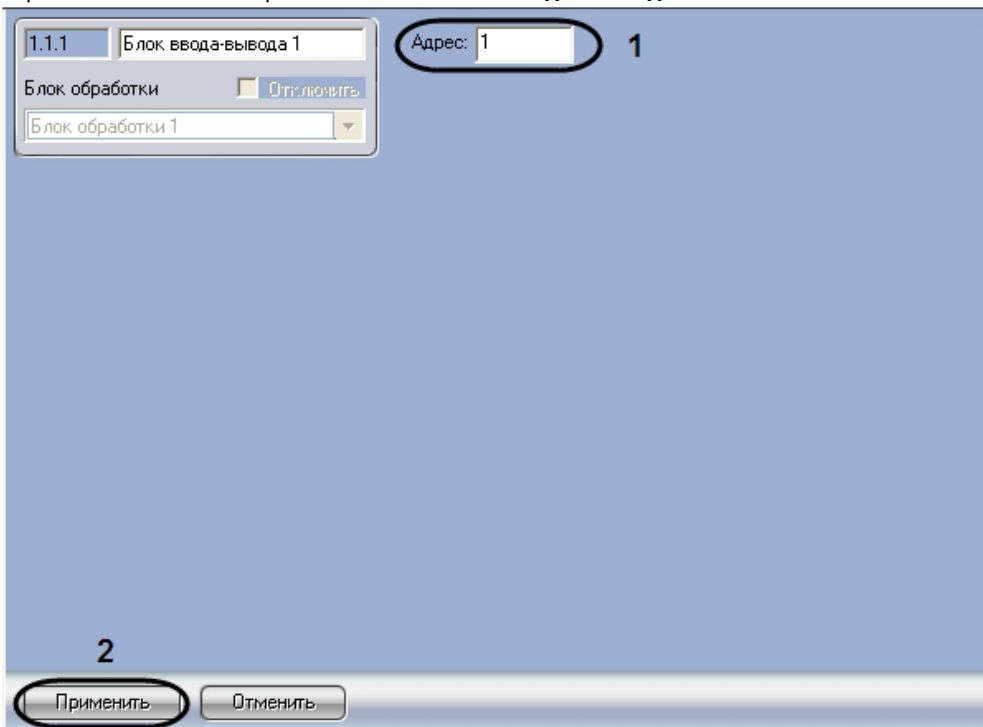 1.1.1 Блок ввода-вывода 1 Адрес: 1 1
Блок обработки Отключить
Блок обработки 1
2
Применить Отменить